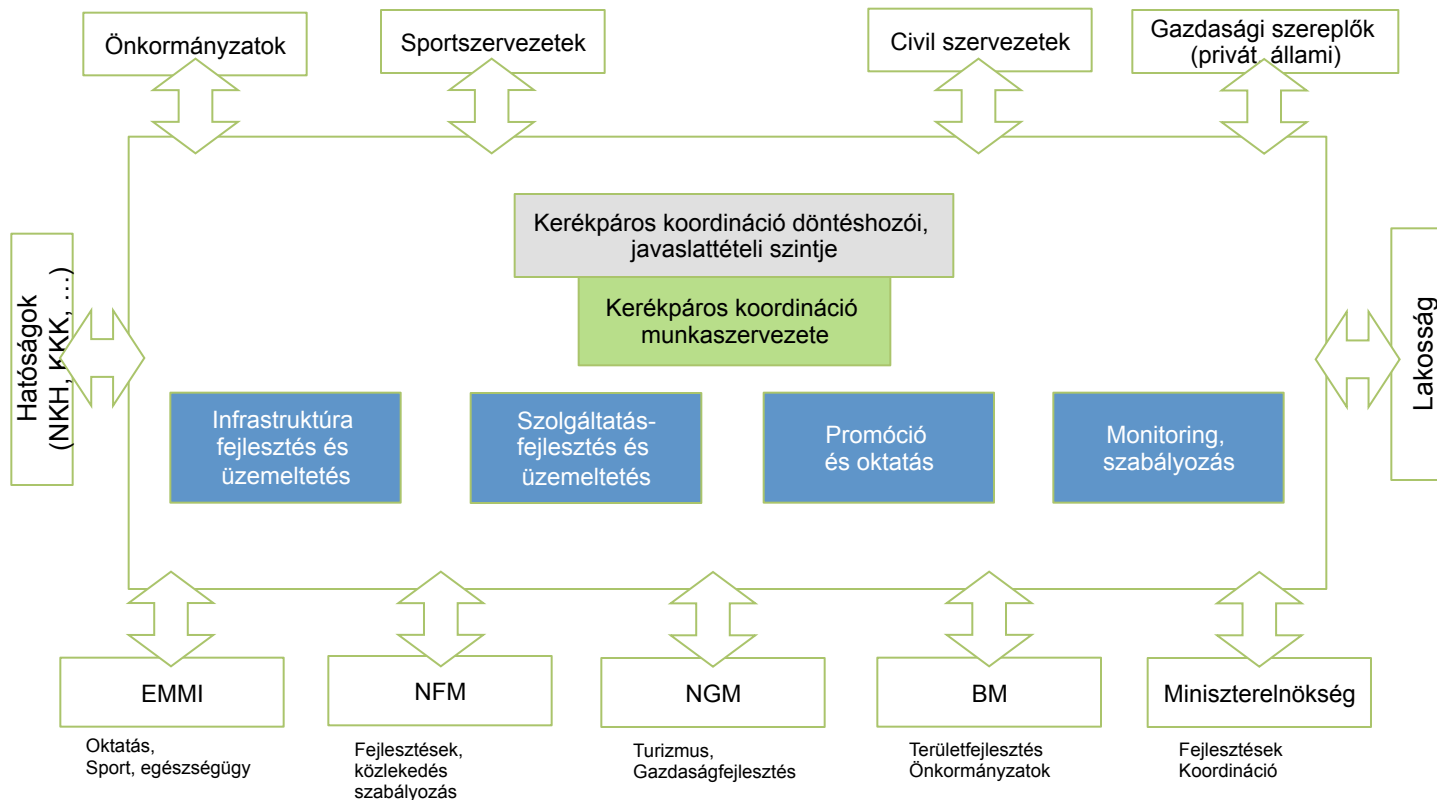 Önkormányzatok
Sportszervezetek
Civil szervezetek
Gazdasági szereplők
(privát, állami)
Kerékpáros koordináció döntéshozói,
javaslattételi szintje
Kerékpáros koordináció
munkaszervezete
Hatóságok
(NKH, KKK, …)
Lakosság
Infrastruktúra
fejlesztés és
üzemeltetés
Szolgáltatás-
fejlesztés és
üzemeltetés
Promóció
és oktatás
Monitoring,
szabályozás
EMMI
NFM
NGM
BM
Miniszterelnökség
Oktatás,
Sport, egészségügy
Fejlesztések,
közlekedés
szabályozás
Turizmus,
Gazdaságfejlesztés
Területfejlesztés
Önkormányzatok
Fejlesztések
Koordináció